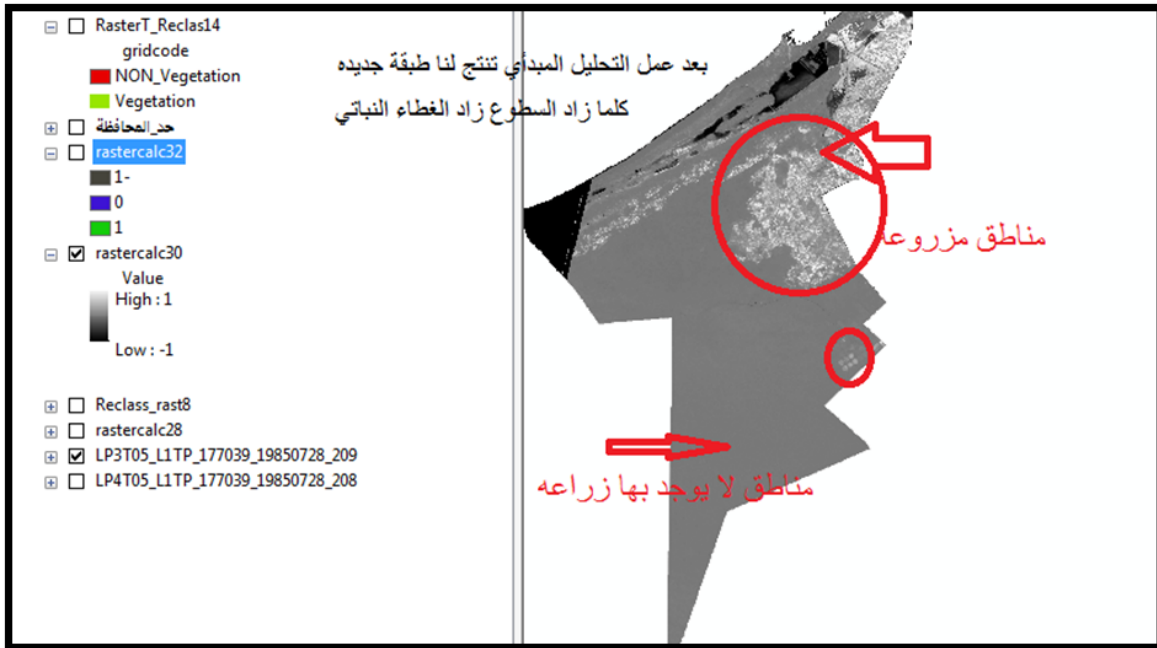 RasterT_Reclas14
gridcode
NON_Vegetation
Vegetation
حد_المحافظة
rastercalc32
1-
0
1
rastercalc30
Value
High : 1
Low : -1
Reclass_rast8
rastercalc28
LP3T05_L1TP_177039_19850728_209
LP4T05_L1TP_177039_19850728_208
بعد عمل التحليل المبدأي تنتج لنا طبقة جديده
كلما زاد السطوع زاد الغطاء النباتي
مناطق مزروعه
مناطق لا يوجد بها زراعه